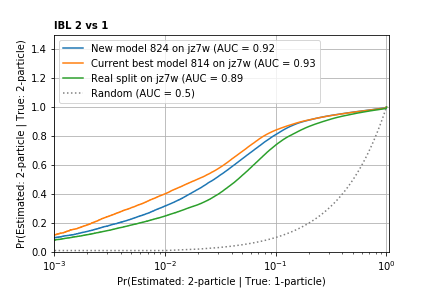 IBL 2 vs 1
Pr(Estimated: 2-particle | True: 2-particle)
1.4
1.2
1.0
0.8
0.6
0.4
0.2
0.0
New model 824 on jz7w (AUC = 0.92
Current best model 814 on jz7w (AUC = 0.93
Real split on jz7w (AUC = 0.89
Random (AUC = 0.5)
10⁻³
10⁻²
10⁻¹
10⁰
Pr(Estimated: 2-particle | True: 1-particle)